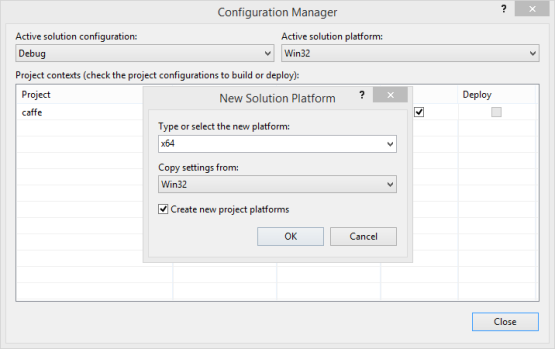 Configuration Manager
?
Active solution configuration:
Active solution platform:
Debug
Win32
Project contexts (check the project configurations to build or deploy):
Project
Deploy
caffe
New Solution Platform
?
Type or select the new platform:
x64
Copy settings from:
Win32
Create new project platforms
OK
Cancel
Close